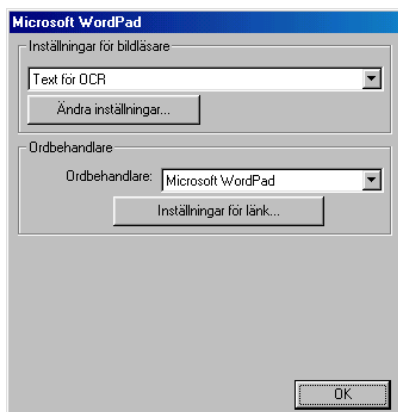 Microsoft WordPad
Inställningar för bildläsare
Text för OCR
Ändra inställningar...
Ordbehandlare
Ordbehandlare: Microsoft WordPad
Inställningar för länk...
OK